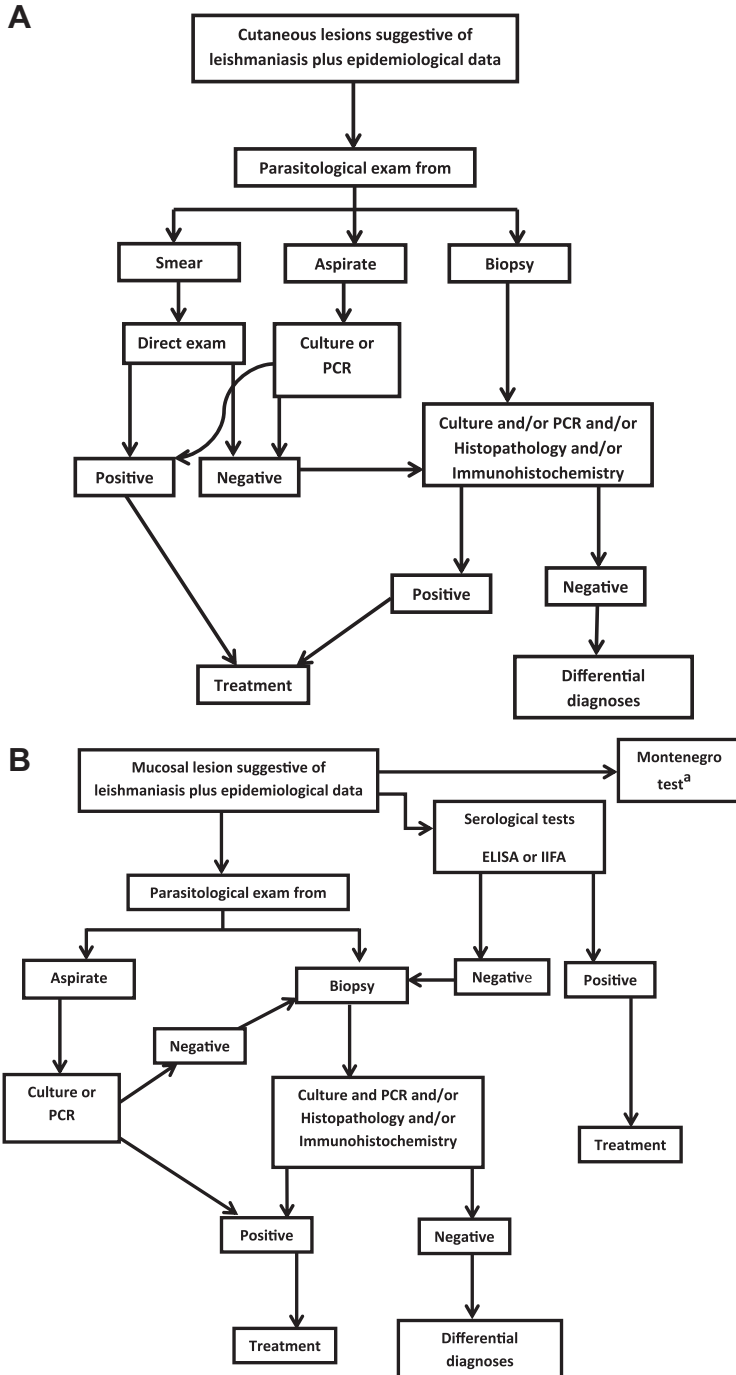 A
Cutaneous lesions suggestive of
leishmaniasis plus epidemiological data
Parasitological exam from
Smear
Aspirate
Biopsy
Direct exam
Culture or
PCR
Culture and/or PCR and/or
Histopathology and/or
Immunohistochemistry
Positive
Negative
Positive
Negative
Treatment
Differential
diagnoses
B
Mucosal lesion suggestive of
leishmaniasis plus epidemiological data
Montenegro
testa
Serological tests
ELISA or IIFA
Parasitological exam from
Aspirate
Biopsy
Negative
Positive
Negative
Culture or
PCR
Culture and PCR and/or
Histopathology and/or
Immunohistochemistry
Treatment
Positive
Negative
Treatment
Differential
diagnoses